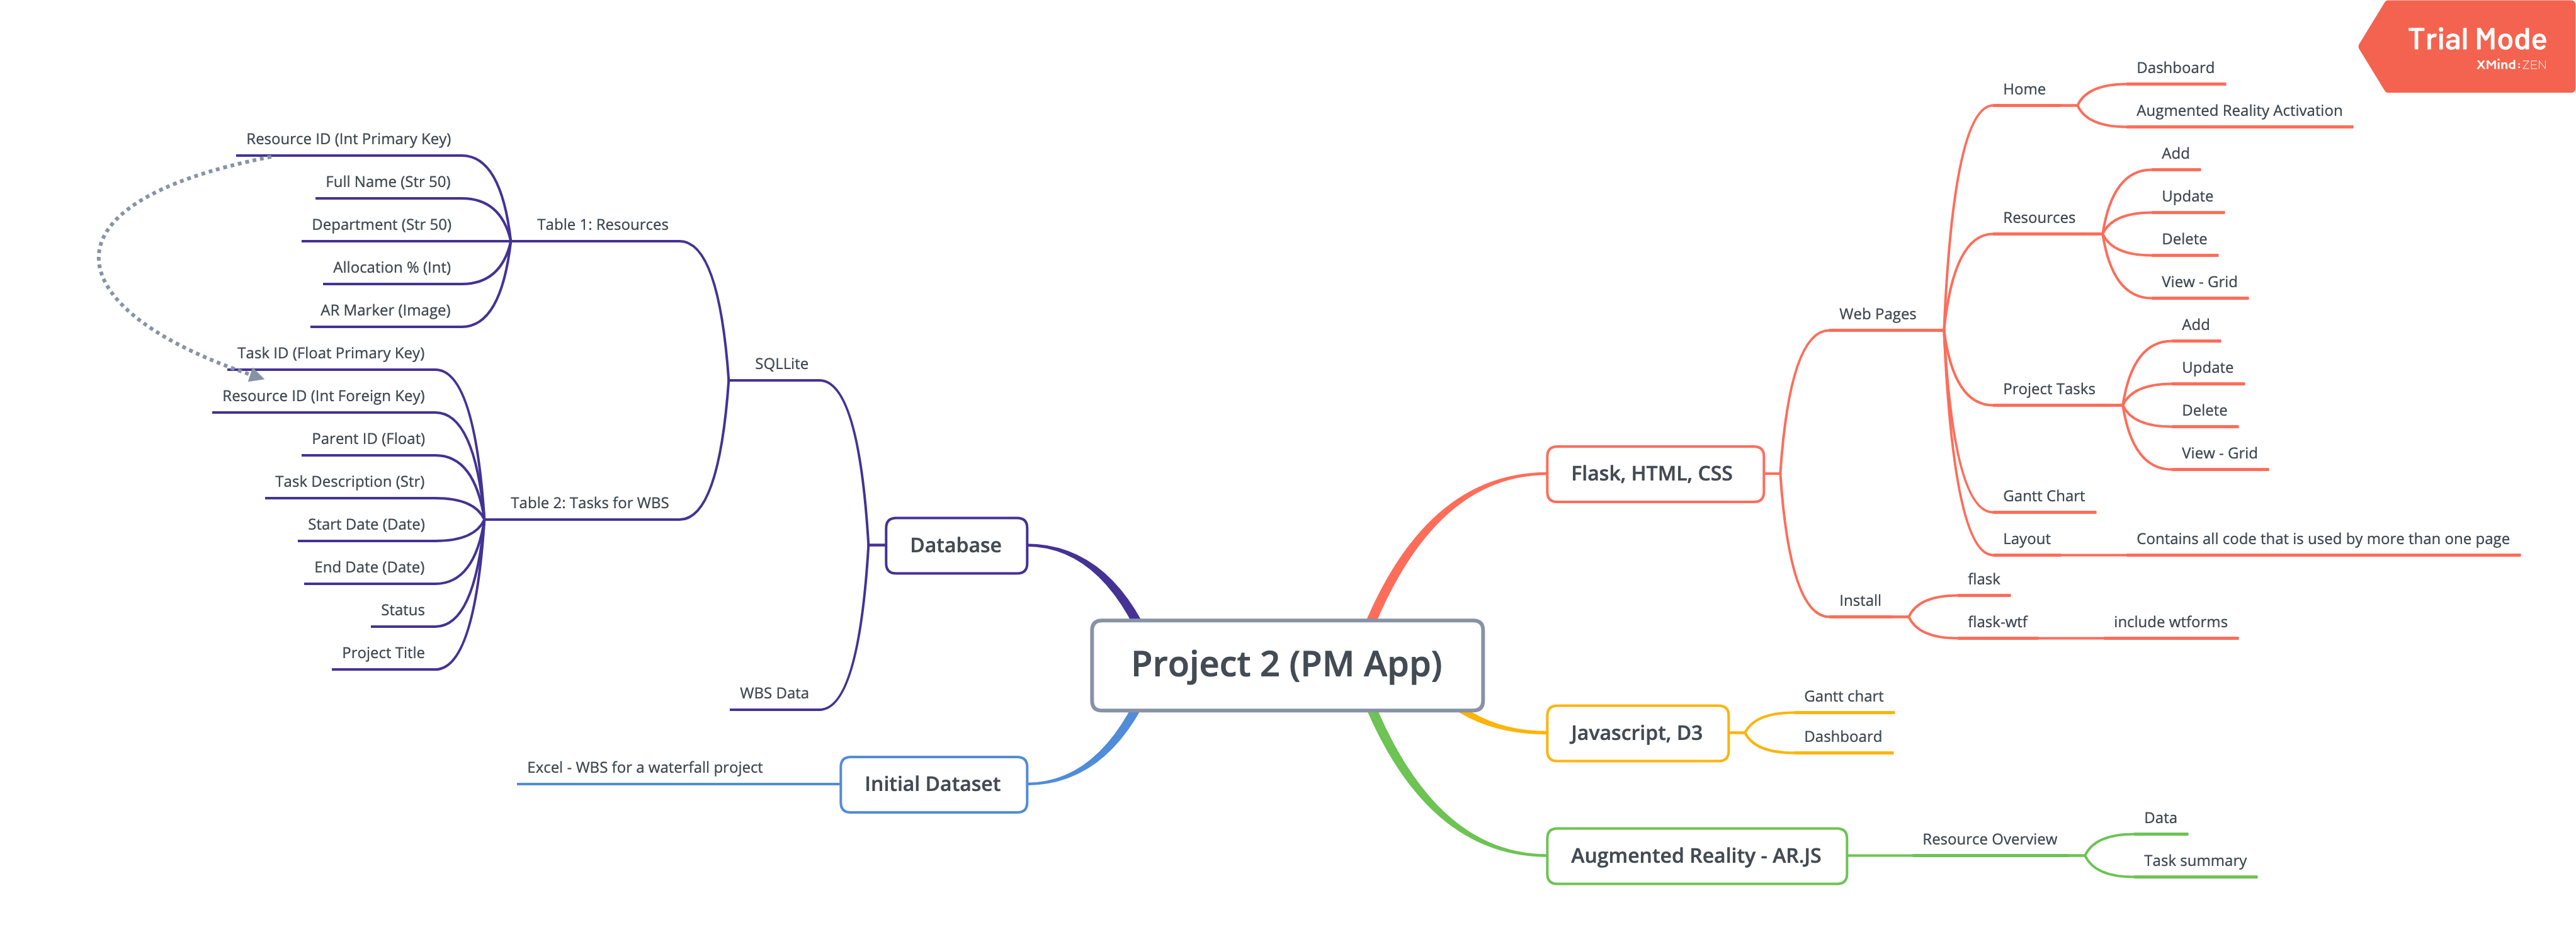 Trial Mode
XMind:ZEN
Project 2 (PM App)
Flask, HTML, CSS
Web Pages
Home
Dashboard
Augmented Reality Activation
Resources
Add
Update
Delete
View - Grid
Project Tasks
Add
Update
Delete
View - Grid
Gantt Chart
Layout
Contains all code that is used by more than one page
Install
flask
flask-wtf
include wtforms
Javascript, D3
Gantt chart
Dashboard
Augmented Reality - AR.JS
Resource Overview
Data
Task summary
Database
SQLLite
Table 1: Resources
Resource ID (Int Primary Key)
Full Name (Str 50)
Department (Str 50)
Allocation % (Int)
AR Marker (Image)
Table 2: Tasks for WBS
Task ID (Float Primary Key)
Resource ID (Int Foreign Key)
Parent ID (Float)
Task Description (Str)
Start Date (Date)
End Date (Date)
Status
Project Title
WBS Data
Initial Dataset
Excel - WBS for a waterfall project